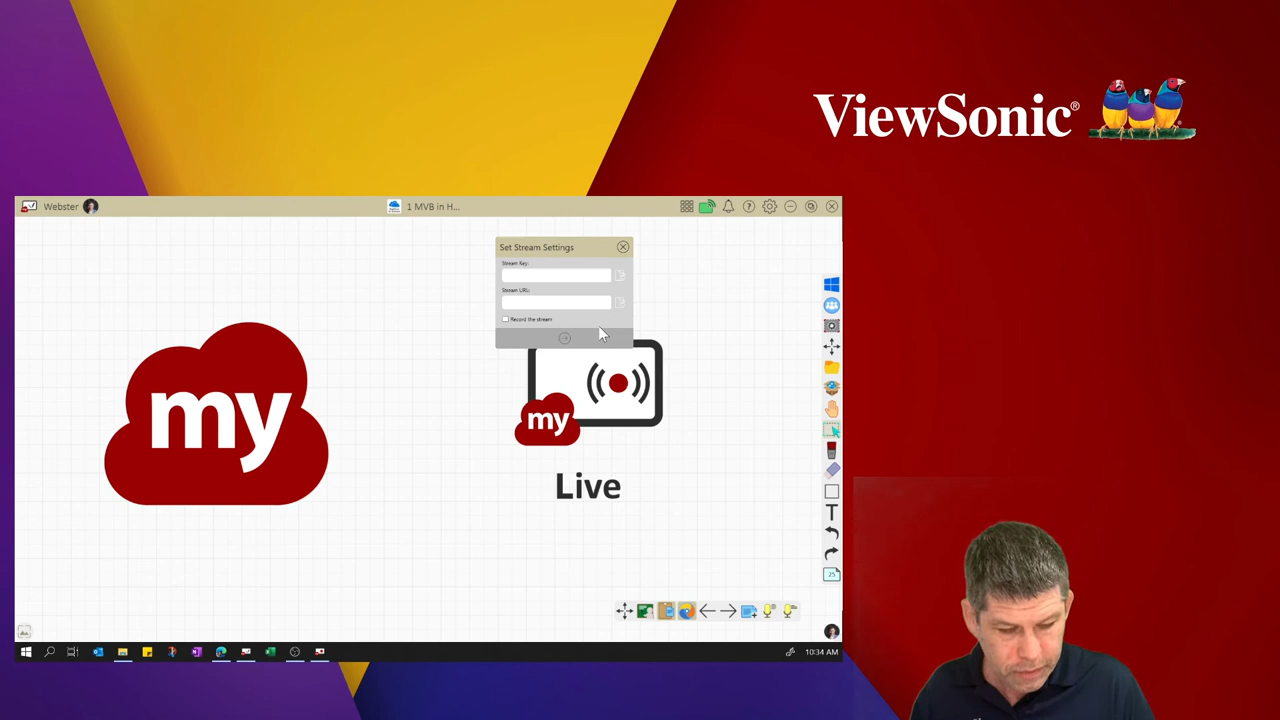 ViewSonic®
Webster
1 MVB in H...
Set Stream Settings
Stream Key:
Stream URL:
Record the stream
my
my
Live
T
25
10:34 AM